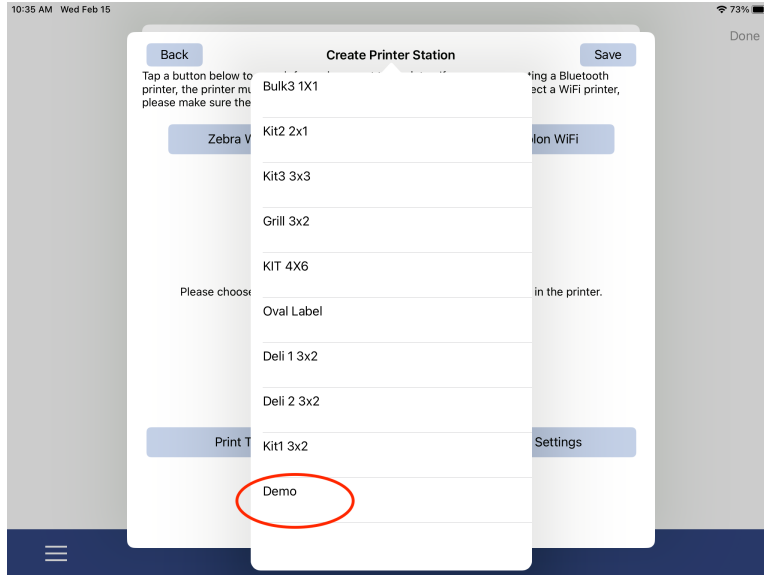 10:35 AM Wed Feb 15
73%
Done
Back
Create Printer Station
Save
Tap a button below to
ting a Bluetooth
printer, the printer
ect a WiFi printer,
please make sure the
Zebra
WiFi
Please choose
in the printer.
Print
Settings
Bulk3 1X1
Kit2 2x1
Kit3 3x3
Grill 3x2
KIT 4X6
Oval Label
Deli 1 3x2
Deli 2 3x2
Kit1 3x2
Demo